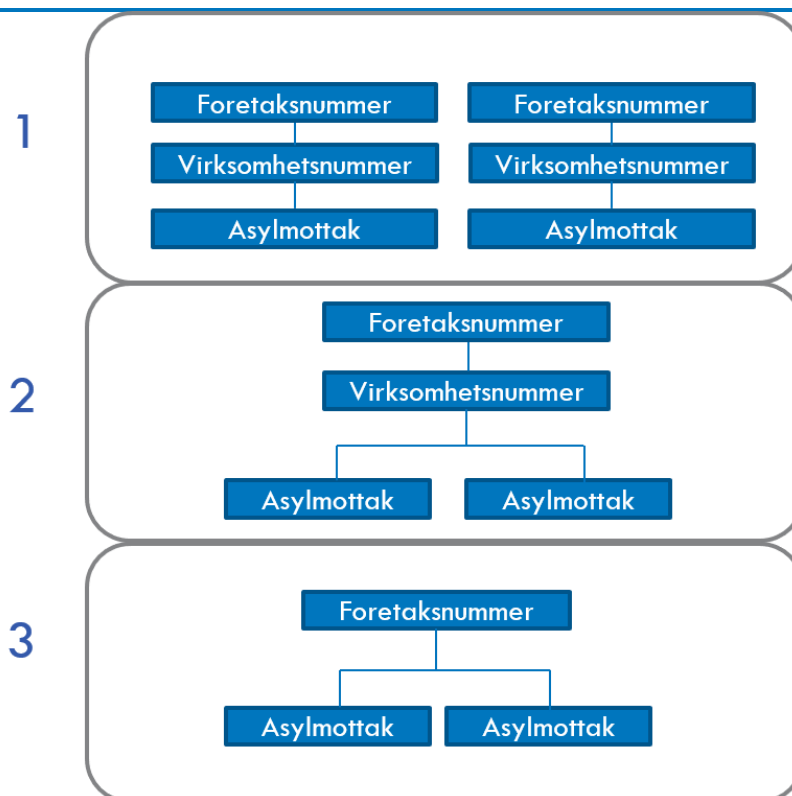 1
Foretaksnummer Foretaksnummer
Virksomhetsnummer Virksomhetsnummer
Asylmottak Asylmottak
2
Foretaksnummer
Virksomhetsnummer
Asylmottak Asylmottak
3
Foretaksnummer
Asylmottak Asylmottak